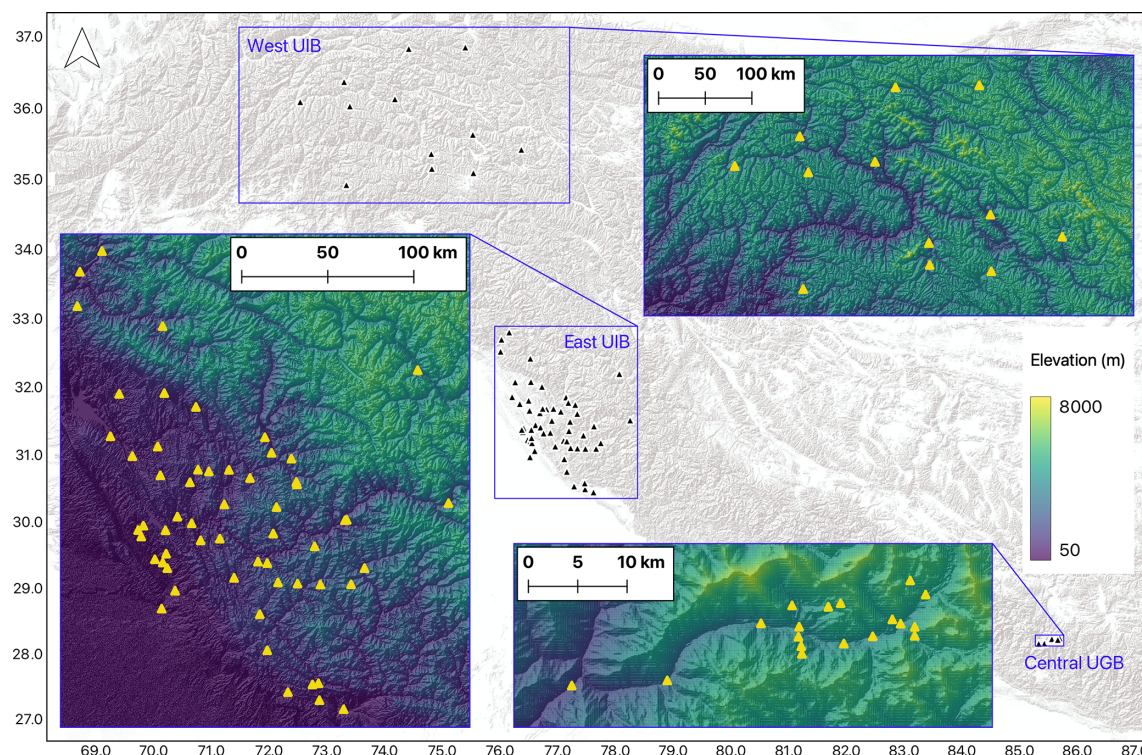 37.0
36.0
35.0
34.0
33.0
32.0
31.0
30.0
29.0
28.0
27.0
West UIB
0 50 100 km
0 50 100 km
East UIB
Elevation (m)
8000
50
0 5 10 km
Central UGB
69.0 70.0 71.0 72.0 73.0 74.0 75.0 76.0 77.0 78.0 79.0 80.0 81.0 82.0 83.0 84.0 85.0 86.0 87.0